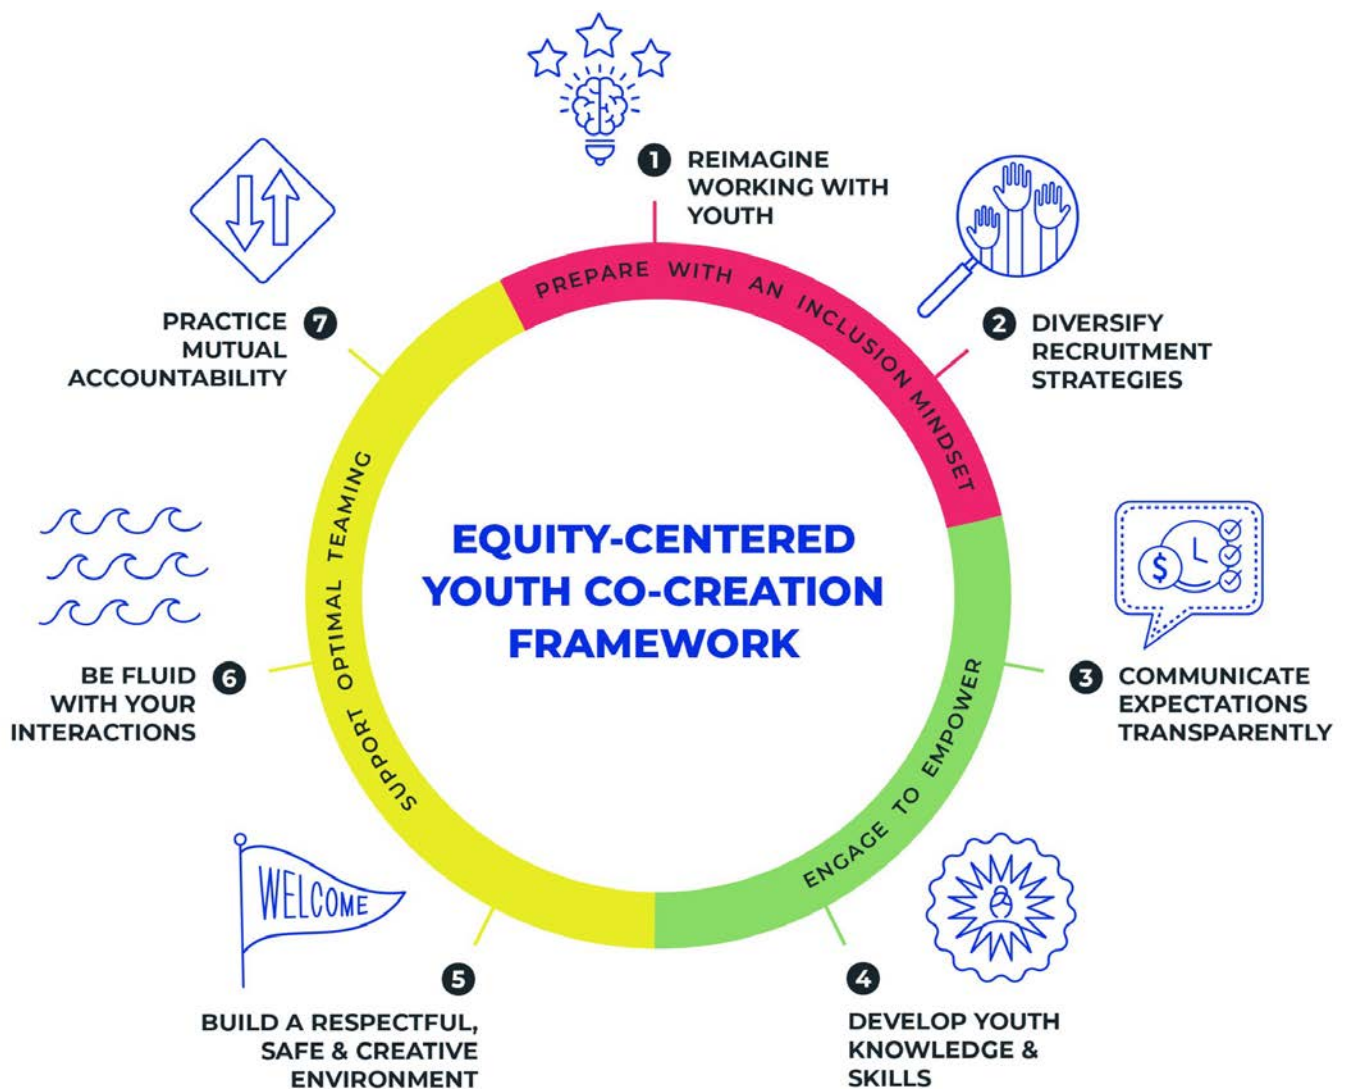 1 REIMAGINE
WORKING WITH
YOUTH
2 DIVERSIFY
RECRUITMENT
STRATEGIES
PREPARE WITH AN INCLUSION MINDSET
$
3 COMMUNICATE
EXPECTATIONS
TRANSPARENTLY
4
DEVELOP YOUTH
KNOWLEDGE &
SKILLS
ENGAGE TO EMPOWER
WELCOME
5
BUILD A RESPECTFUL,
SAFE & CREATIVE
ENVIRONMENT
BE FLUID 6
WITH YOUR
INTERACTIONS
PRACTICE 7
MUTUAL
ACCOUNTABILITY
SUPPORT OPTIMAL TEAMING
EQUITY-CENTERED
YOUTH CO-CREATION
FRAMEWORK